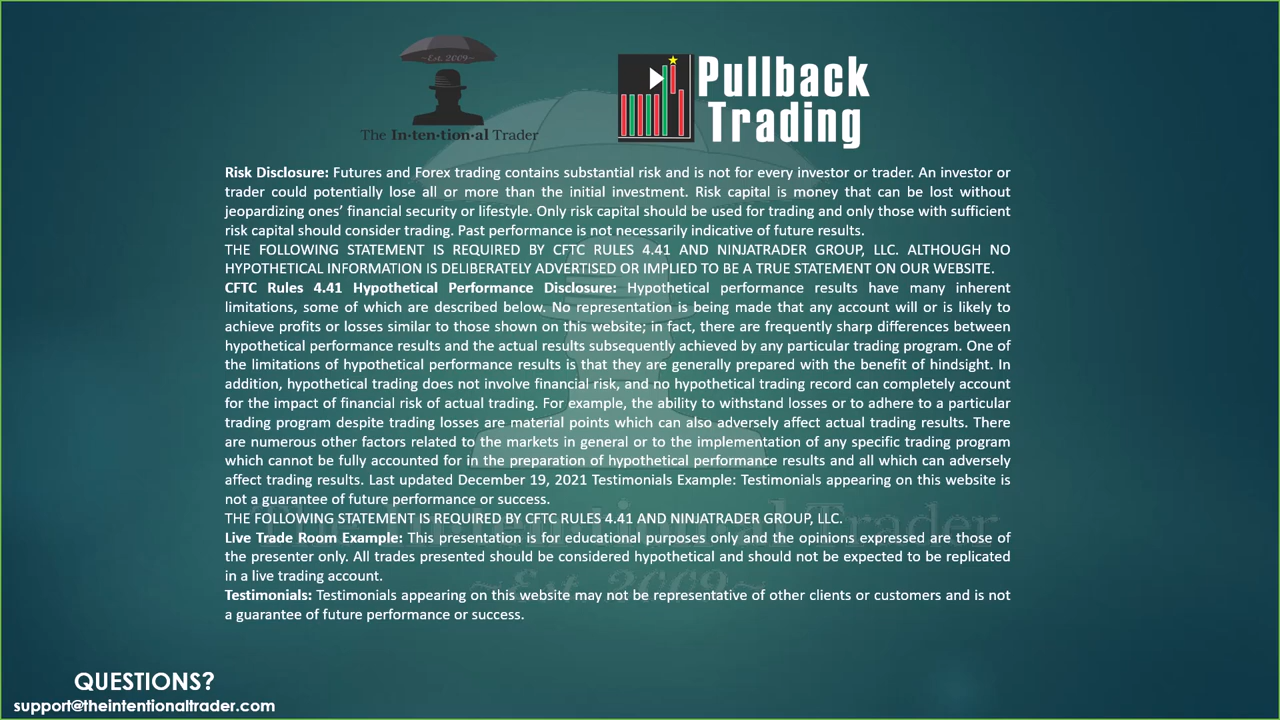 ~Est. 2009~
The In•ten•tion•al Trader
Pullback
Trading
Risk Disclosure: Futures and Forex trading contains substantial risk and is not for every investor or trader. An investor or
trader could potentially lose all or more than the initial investment. Risk capital is money that can be lost without
jeopardizing ones’ financial security or lifestyle. Only risk capital should be used for trading and only those with sufficient
risk capital should consider trading. Past performance is not necessarily indicative of future results.
THE FOLLOWING STATEMENT IS REQUIRED BY CFTC RULES 4.41 AND NINJATRADER GROUP, LLC. ALTHOUGH NO
HYPOTHETICAL INFORMATION IS DELIBERATELY ADVERTISED OR IMPLIED TO BE A TRUE STATEMENT ON OUR WEBSITE.
CFTC Rules 4.41 Hypothetical Performance Disclosure: Hypothetical performance results have many inherent
limitations, some of which are described below. No representation is being made that any account will or is likely to
achieve profits or losses similar to those shown on this website; in fact, there are frequently sharp differences between
hypothetical performance results and the actual results subsequently achieved by any particular trading program. One of
the limitations of hypothetical performance results is that they are generally prepared with the benefit of hindsight. In
addition, hypothetical trading does not involve financial risk, and no hypothetical trading record can completely account
for the impact of financial risk of actual trading. For example, the ability to withstand losses or to adhere to a particular
trading program despite trading losses are material points which can also adversely affect actual trading results. There
are numerous other factors related to the markets in general or to the implementation of any specific trading program
which cannot be fully accounted for in the preparation of hypothetical performance results and all which can adversely
affect trading results. Last updated December 19, 2021 Testimonials Example: Testimonials appearing on this website is
not a guarantee of future performance or success.
THE FOLLOWING STATEMENT IS REQUIRED BY CFTC RULES 4.41 AND NINJATRADER GROUP, LLC.
Live Trade Room Example: This presentation is for educational purposes only and the opinions expressed are those of
the presenter only. All trades presented should be considered hypothetical and should not be expected to be replicated
in a live trading account.
Testimonials: Testimonials appearing on this website may not be representative of other clients or customers and is not
a guarantee of future performance or success.
The In•ten•tion•al Trader
~Est. 2009~
QUESTIONS?
support@theintentionaltrader.com